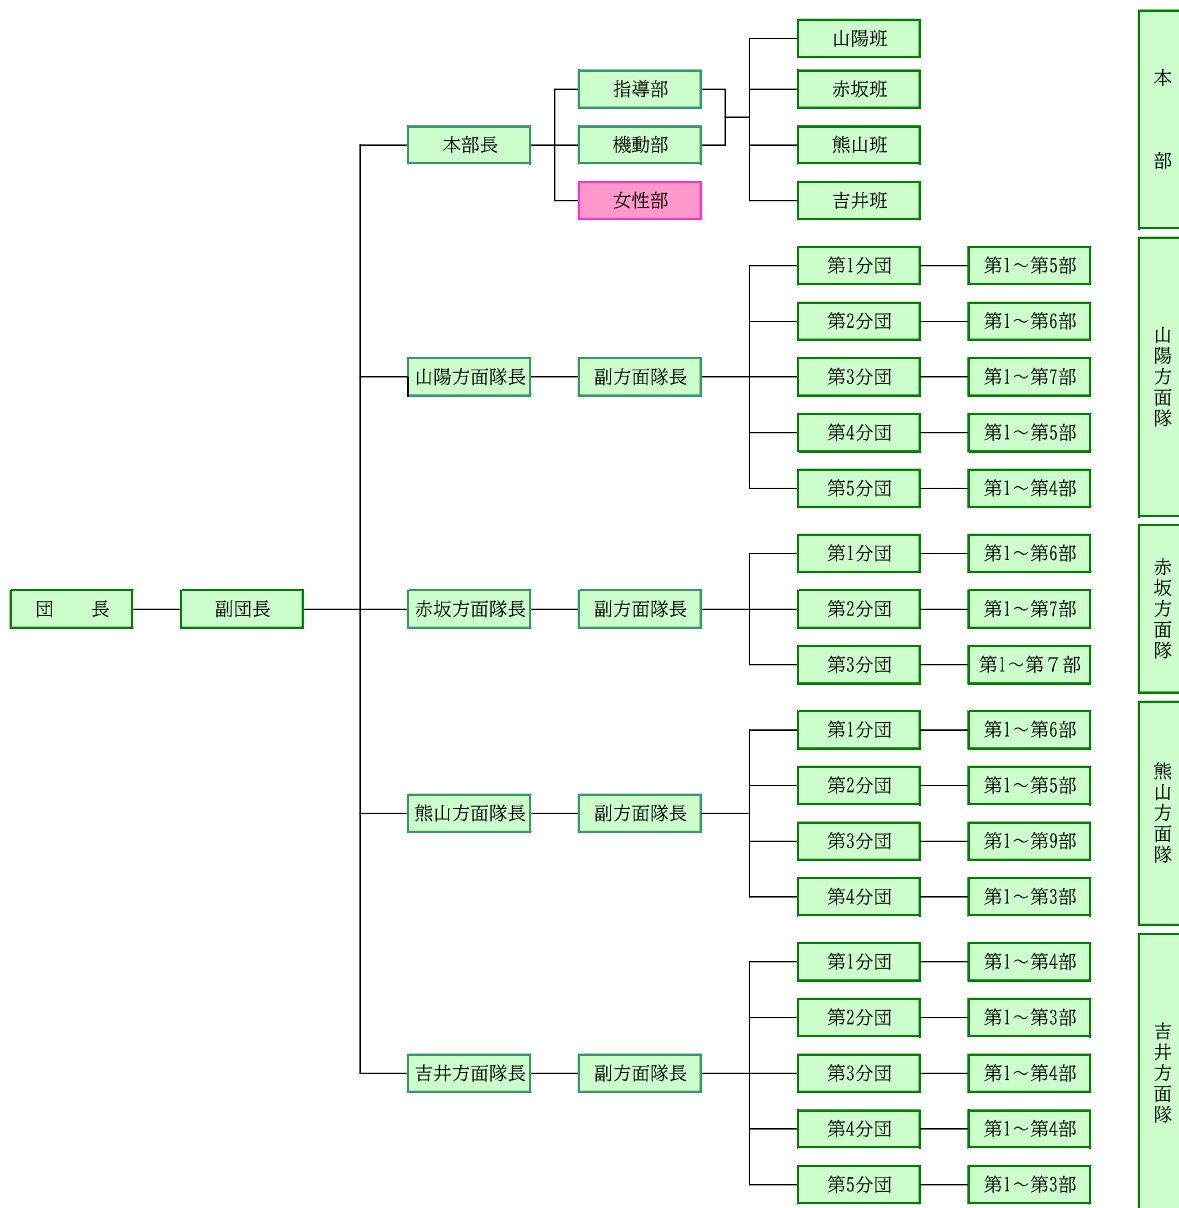 団　　長
副団長
本部長
指導部
機動部
女性部
山陽班
赤坂班
熊山班
吉井班
本部
山陽方面隊長
副方面隊長
第1分団
第1～第5部
第2分団
第1～第6部
第3分団
第1～第7部
第4分団
第1～第5部
第5分団
第1～第4部
山陽方面隊
赤坂方面隊長
副方面隊長
第1分団
第1～第6部
第2分団
第1～第7部
第3分団
第1～第７部
赤坂方面隊
熊山方面隊長
副方面隊長
第1分団
第1～第6部
第2分団
第1～第5部
第3分団
第1～第9部
第4分団
第1～第3部
熊山方面隊
吉井方面隊長
副方面隊長
第1分団
第1～第4部
第2分団
第1～第3部
第3分団
第1～第4部
第4分団
第1～第4部
第5分団
第1～第3部
吉井方面隊